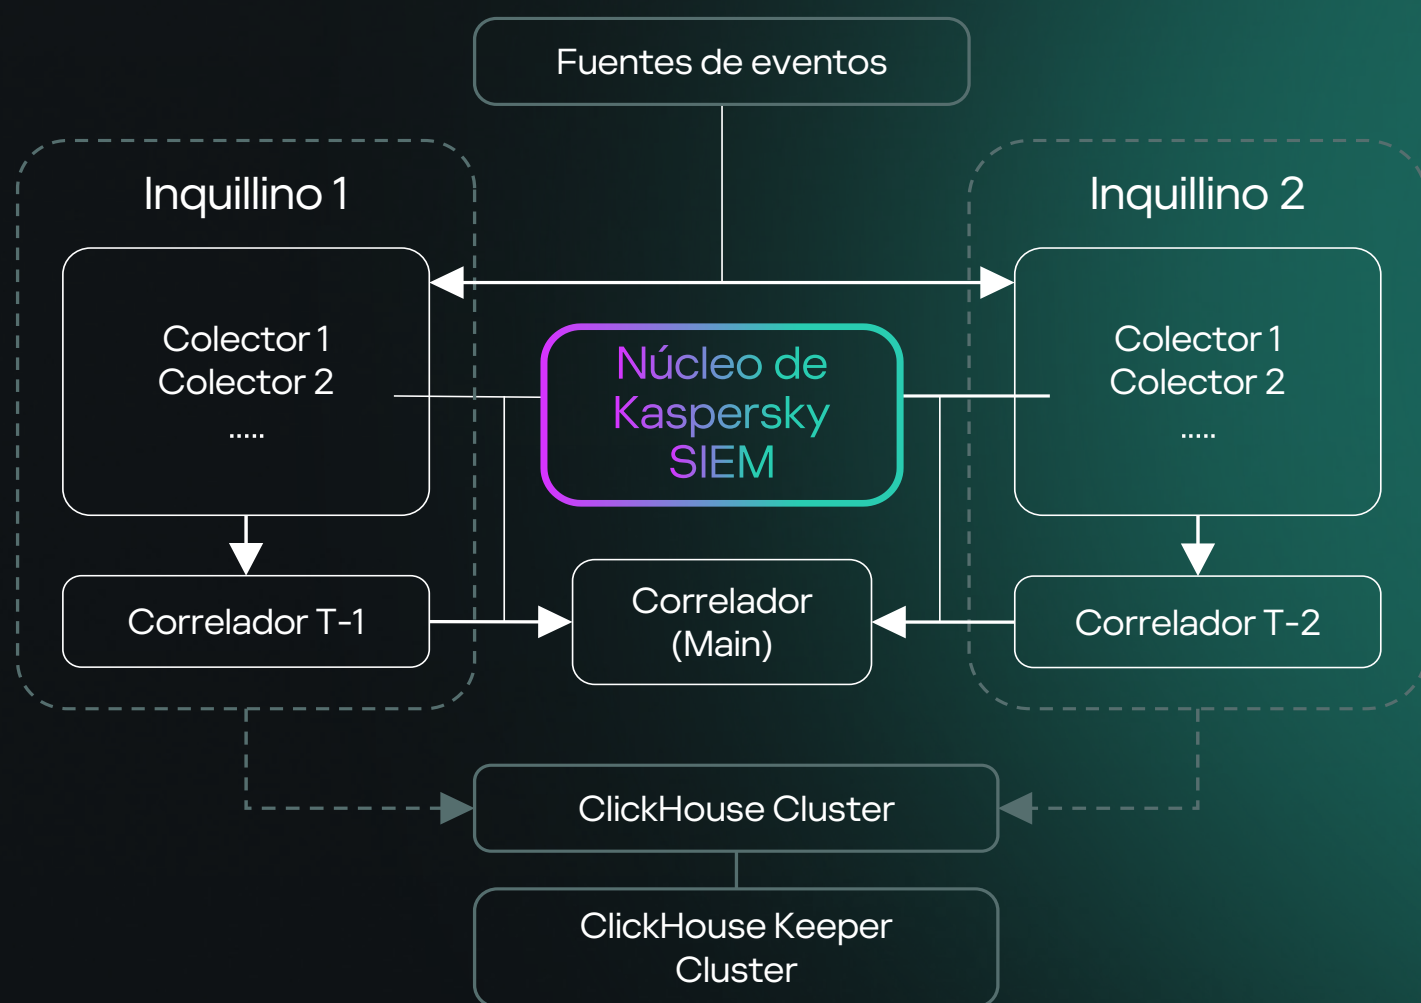 Fuentes de eventos
Inquillino 1
Colector 1
Colector 2
.....
Correlador T-1
Núcleo de
Kaspersky
SIEM
Correlador
(Main)
Inquillino 2
Colector 1
Colector 2
.....
Correlador T-2
ClickHouse Cluster
ClickHouse Keeper
Cluster